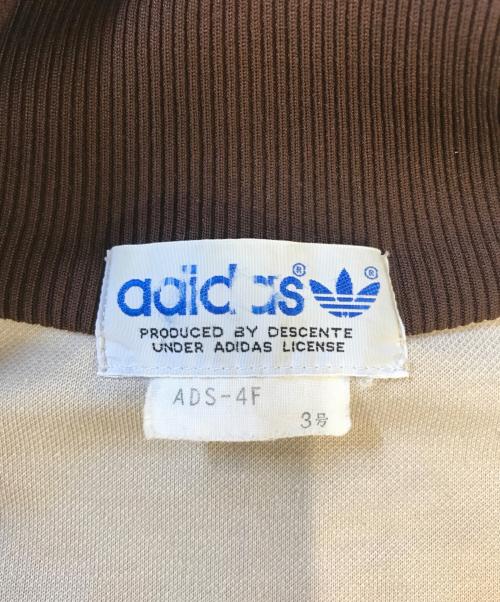 adidas® ®
PRODUCED BY DESCENTE
UNDER ADIDAS LICENSE
ADS-4F
3号